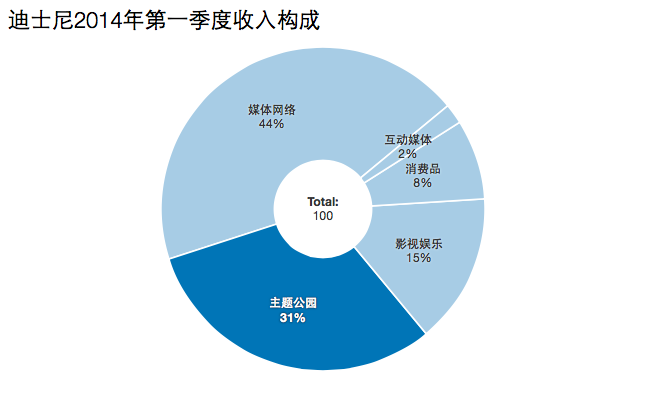 迪士尼2014年第一季度收入构成
媒体网络
44%
互动媒体
2%
消费品
8%
Total:
100
影视娱乐
15%
主题公园
31%